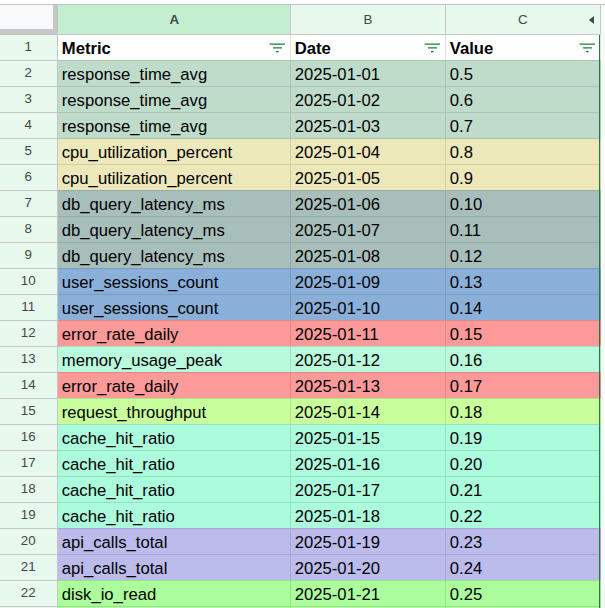 A B C
1 Metric Date Value
2 response_time_avg 2025-01-01 0.5
3 response_time_avg 2025-01-02 0.6
4 response_time_avg 2025-01-03 0.7
5 cpu_utilization_percent 2025-01-04 0.8
6 cpu_utilization_percent 2025-01-05 0.9
7 db_query_latency_ms 2025-01-06 0.10
8 db_query_latency_ms 2025-01-07 0.11
9 db_query_latency_ms 2025-01-08 0.12
10 user_sessions_count 2025-01-09 0.13
11 user_sessions_count 2025-01-10 0.14
12 error_rate_daily 2025-01-11 0.15
13 memory_usage_peak 2025-01-12 0.16
14 error_rate_daily 2025-01-13 0.17
15 request_throughput 2025-01-14 0.18
16 cache_hit_ratio 2025-01-15 0.19
17 cache_hit_ratio 2025-01-16 0.20
18 cache_hit_ratio 2025-01-17 0.21
19 cache_hit_ratio 2025-01-18 0.22
20 api_calls_total 2025-01-19 0.23
21 api_calls_total 2025-01-20 0.24
22 disk_io_read 2025-01-21 0.25